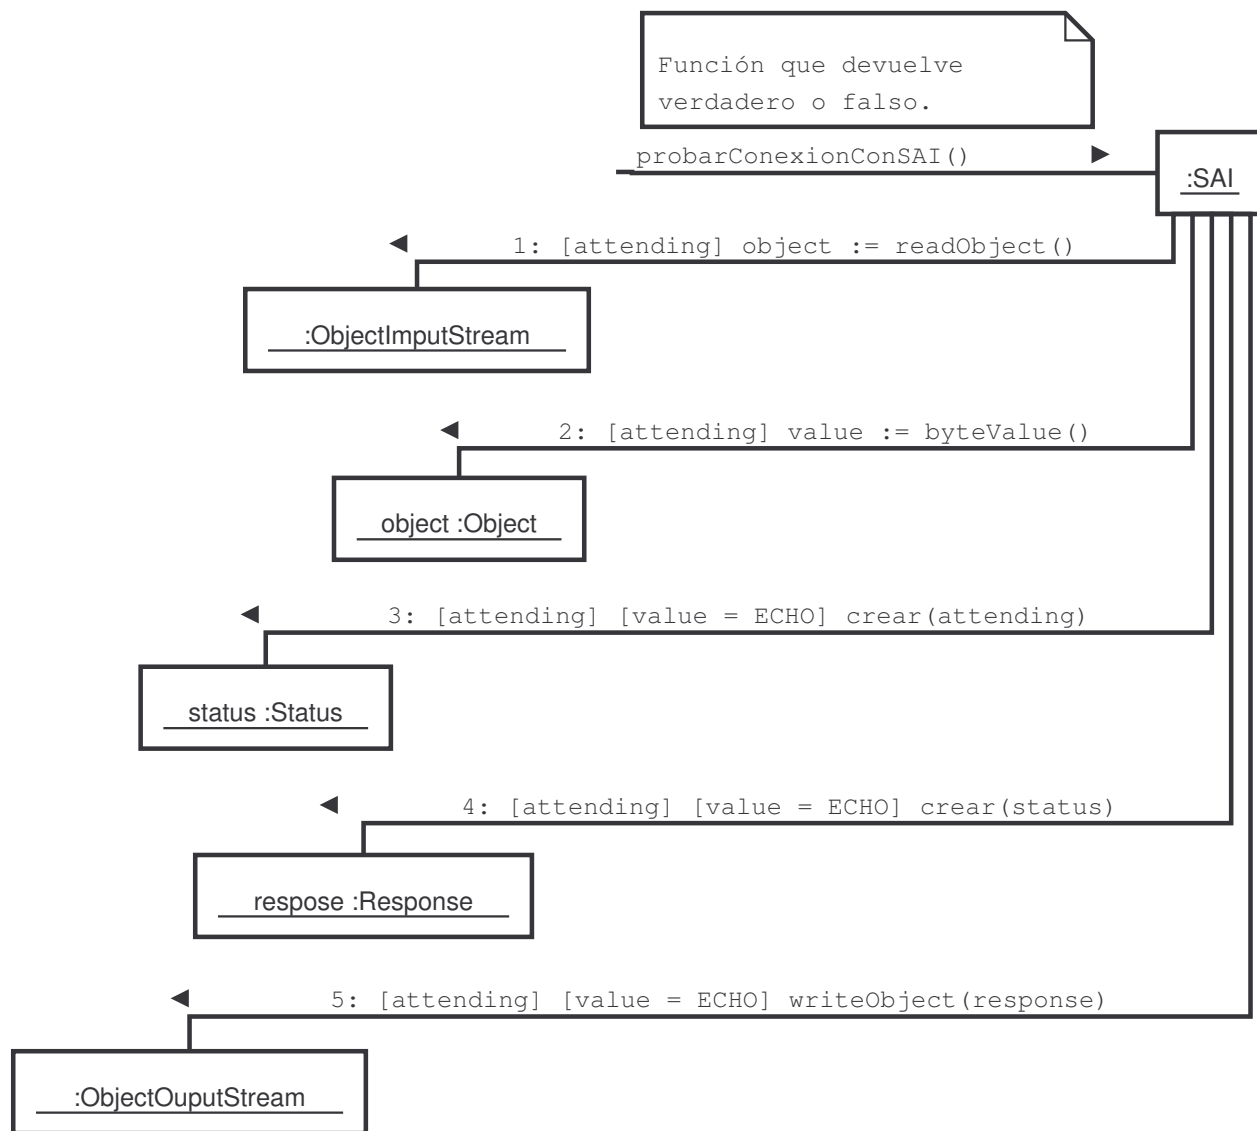 Función que devuelve
verdadero o falso.
probarConexionConSAI()
:SAI
1: [attending] object := readObject()
:ObjectImputStream
2: [attending] value := byteValue()
object :Object
3: [attending] [value = ECHO] crear(attending)
status :Status
4: [attending] [value = ECHO] crear(status)
respose :Response
5: [attending] [value = ECHO] writeObject(response)
:ObjectOuputStream